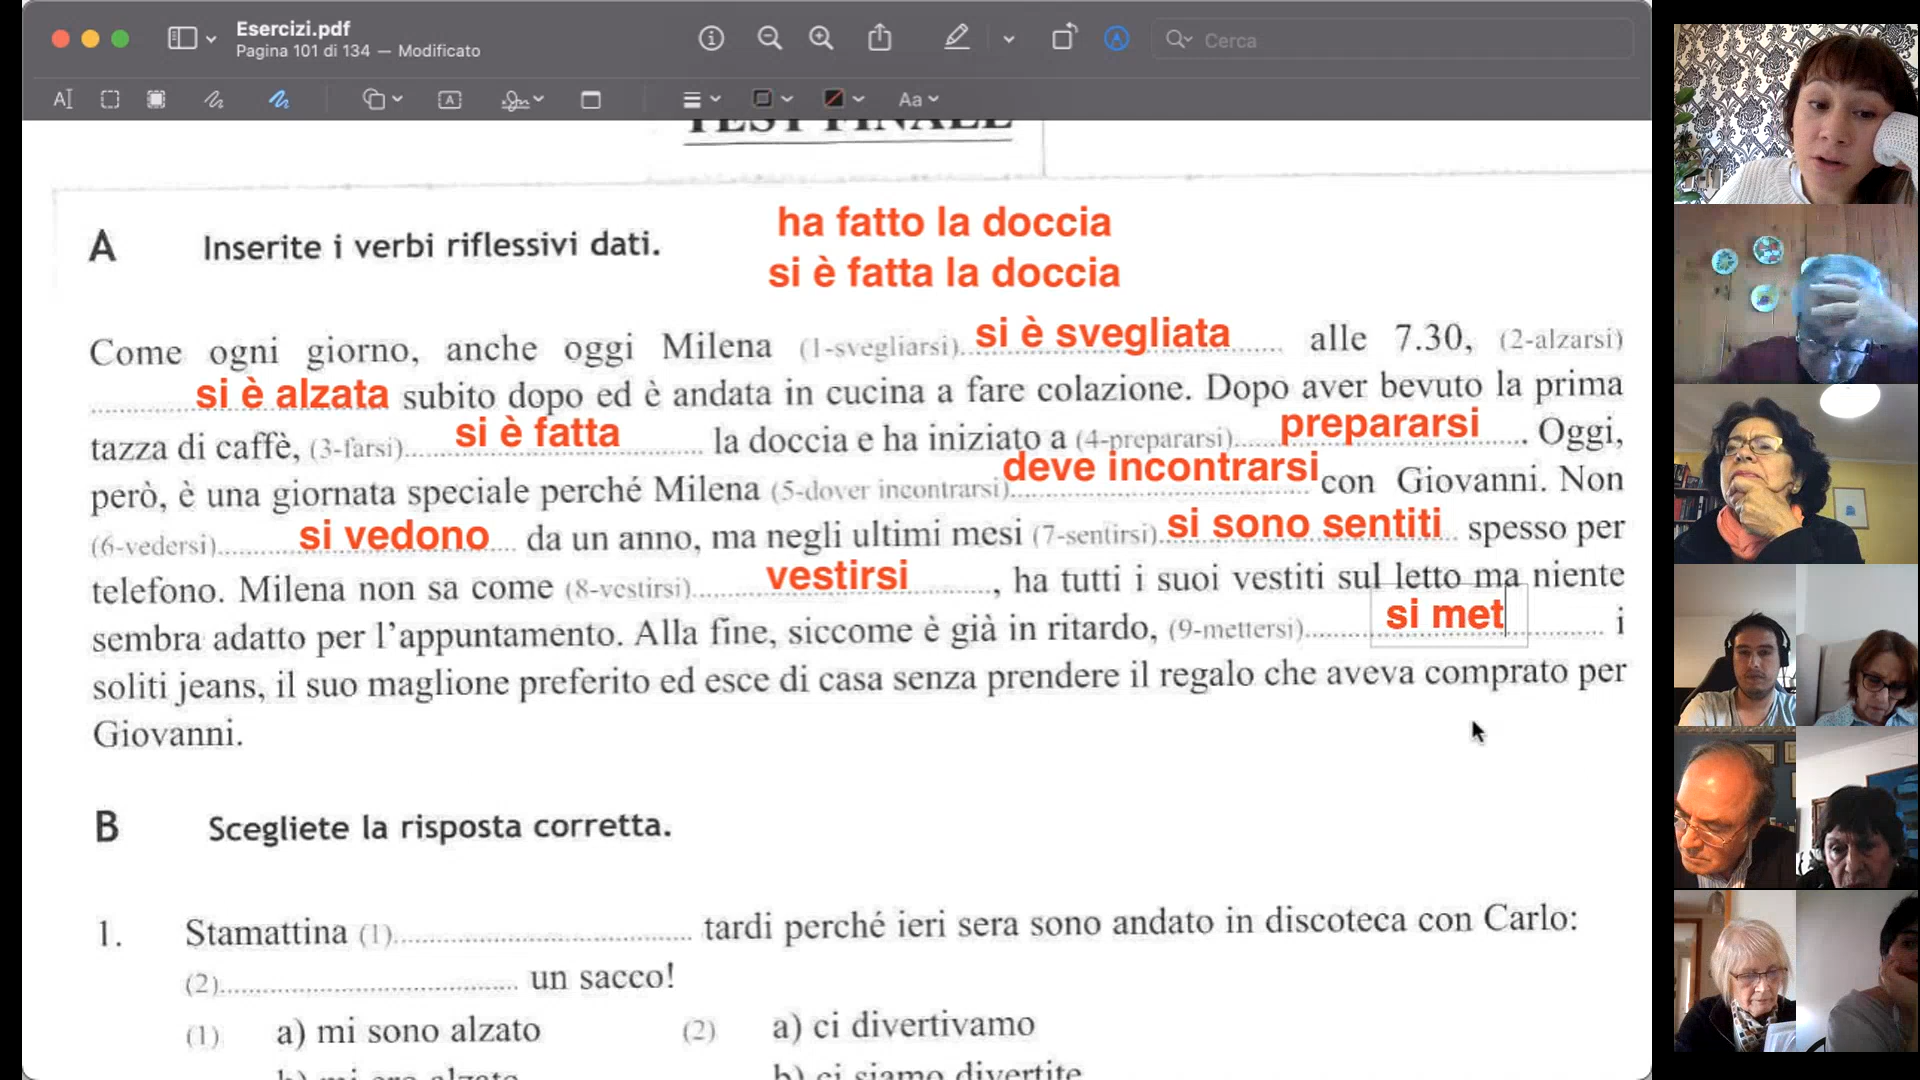 Esercizi.pdf
Pagina 101 di 134 — Modificato
Cerca
Aa
TEST FINALE
A Inserite i verbi riflessivi dati.
ha fatto la doccia
si è fatta la doccia
Come ogni giorno, anche oggi Milena (1-svegliarsi) si è svegliata alle 7.30, (2-alzarsi)
si è alzata subito dopo ed è andata in cucina a fare colazione. Dopo aver bevuto la prima
tazza di caffè, (3-farsi) si è fatta la doccia e ha iniziato a (4-prepararsi) prepararsi. Oggi,
però, è una giornata speciale perché Milena (5-dover incontrarsi) deve incontrarsi con Giovanni. Non
(6-vedersi) si vedono da un anno, ma negli ultimi mesi (7-sentirsi) si sono sentiti spesso per
telefono. Milena non sa come (8-vestirsi) vestirsi, ha tutti i suoi vestiti sul letto ma niente
sembra adatto per l'appuntamento. Alla fine, siccome è già in ritardo, (9-mettersi) si met i
soliti jeans, il suo maglione preferito ed esce di casa senza prendere il regalo che aveva comprato per
Giovanni.
B Scegliete la risposta corretta.
1. Stamattina (1) tardi perché ieri sera sono andato in discoteca con Carlo:
(2) un sacco!
(1) a) mi sono alzato (2) a) ci divertivamo
b) mi ero alzato b) ci siamo divertite